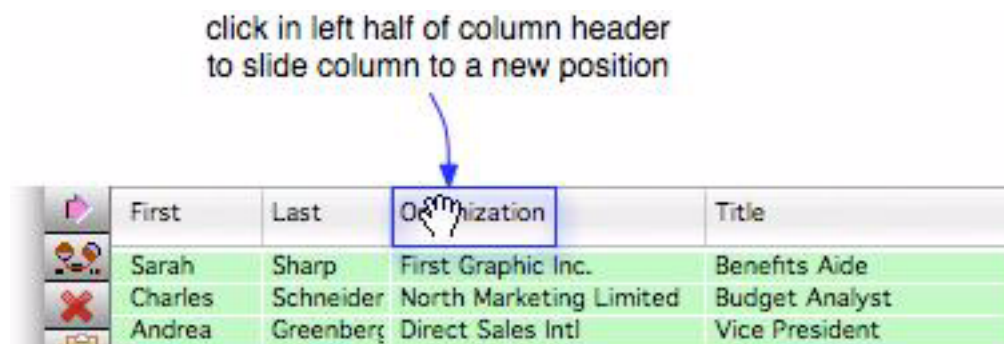 click in left half of column header
to slide column to a new position
First Last Organization Title
Sarah Sharp First Graphic Inc. Benefits Aide
Charles Schneider North Marketing Limited Budget Analyst
Andrea Greenberg Direct Sales Intl Vice President